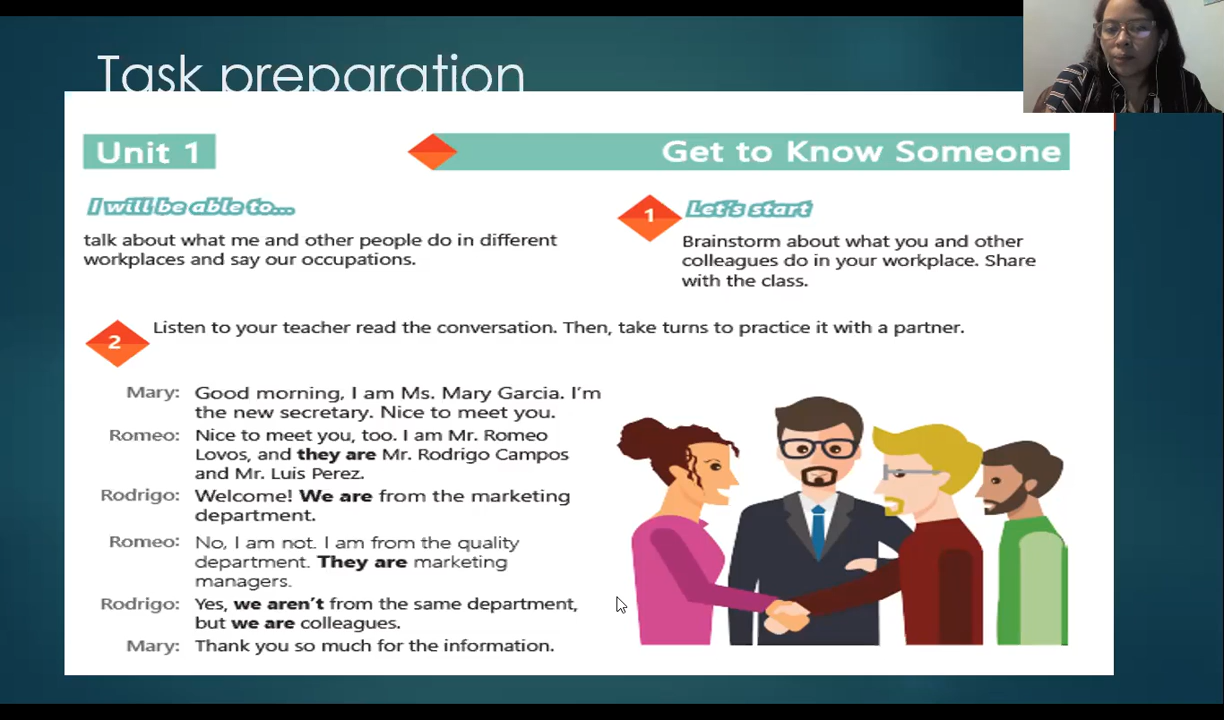 Task preparation
Unit 1
Get to Know Someone
I will be able to...
talk about what me and other people do in different
workplaces and say our occupations.
1
Let's start
Brainstorm about what you and other
colleagues do in your workplace. Share
with the class.
2
Listen to your teacher read the conversation. Then, take turns to practice it with a partner.
Mary: Good morning, I am Ms. Mary Garcia. I'm
the new secretary. Nice to meet you.
Romeo: Nice to meet you, too. I am Mr. Romeo
Lovos, and they are Mr. Rodrigo Campos
and Mr. Luis Perez.
Rodrigo: Welcome! We are from the marketing
department.
Romeo: No, I am not. I am from the quality
department. They are marketing
managers.
Rodrigo: Yes, we aren't from the same department,
but we are colleagues.
Mary: Thank you so much for the information.